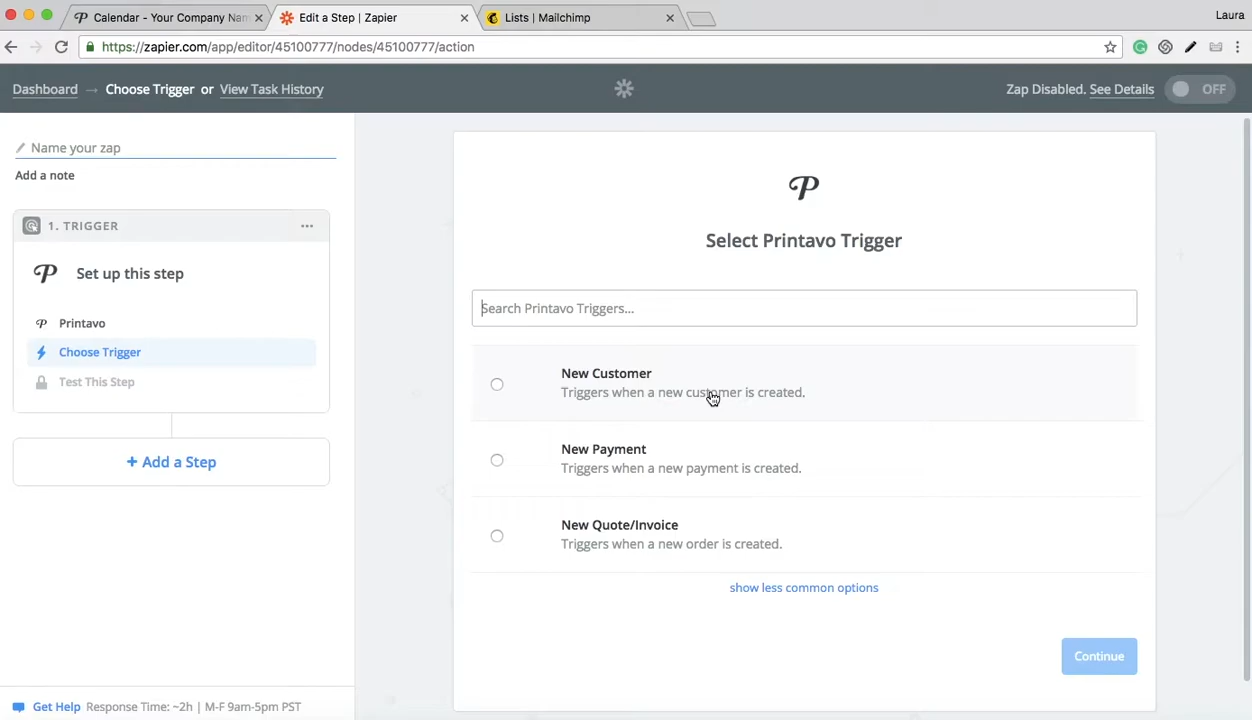 Calendar - Your Company Nam
Edit a Step | Zapier
Lists | Mailchimp
Laura
https://zapier.com/app/editor/45100777/nodes/45100777/action
Dashboard → Choose Trigger or View Task History
Zap Disabled. See Details
OFF
Name your zap
Add a note
1. TRIGGER
Set up this step
Printavo
Choose Trigger
Test This Step
+ Add a Step
Get Help Response Time: ~2h | M-F 9am-5pm PST
Select Printavo Trigger
Search Printavo Triggers...
New Customer
Triggers when a new customer is created.
New Payment
Triggers when a new payment is created.
New Quote/Invoice
Triggers when a new order is created.
show less common options
Continue